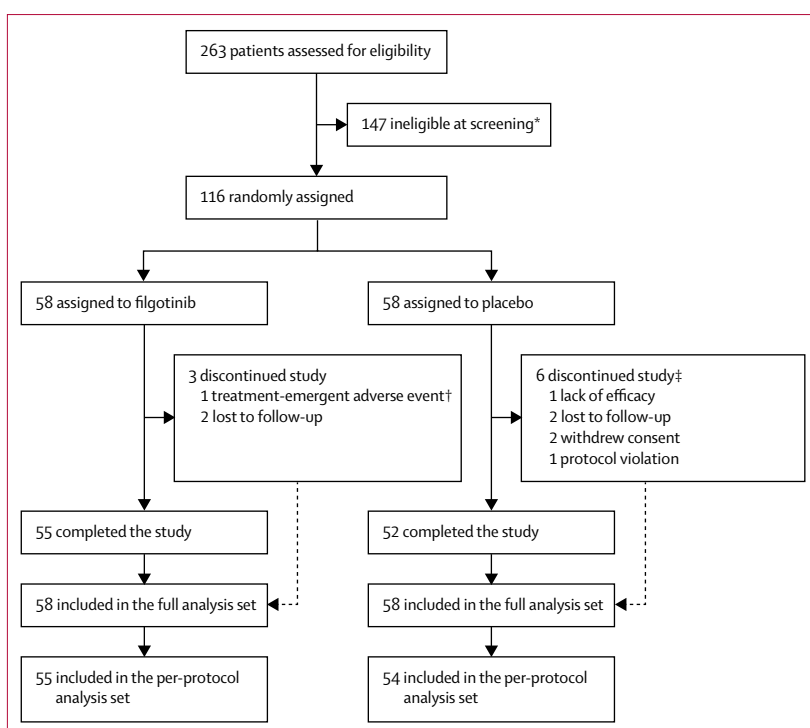 263 patients assessed for eligibility
147 ineligible at screening*
116 randomly assigned
58 assigned to filgotinib
58 assigned to placebo
3 discontinued study
1 treatment-emergent adverse event†
2 lost to follow-up
6 discontinued study‡
1 lack of efficacy
2 lost to follow-up
2 withdrew consent
1 protocol violation
55 completed the study
52 completed the study
58 included in the full analysis set
58 included in the full analysis set
55 included in the per-protocol
analysis set
54 included in the per-protocol
analysis set